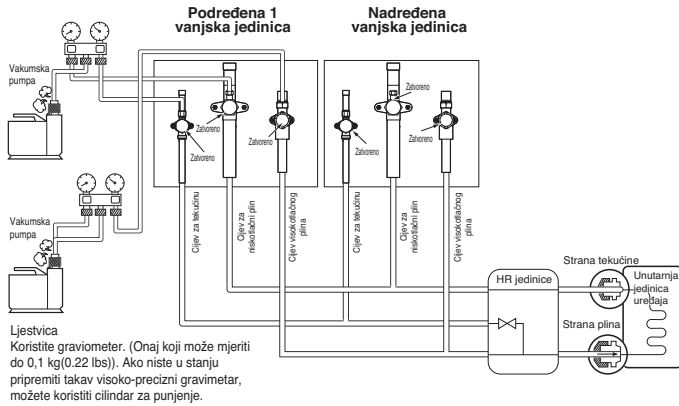 Podređena 1
vanjska jedinica
Nadređena
vanjska jedinica
Vakumska
pumpa
Zatvoreno
Zatvoreno
Zatvoreno
Zatvoreno
Zatvoreno
Zatvoreno
Vakumska
pumpa
Cijev za tekućinu
Cijev za
niskotlačni plin
Cijev visokotlačnog
plina
Cijev za tekućinu
Cijev za
niskotlačni plin
Cijev visokotlačnog
plina
Strana tekućine
HR jedinice
Unutarnja
jedinica
uređaja
Strana plina
Ljestvica
Koristite graviometer. (Onaj koji može mjeriti
do 0,1 kg(0.22 lbs)). Ako niste u stanju
pripremiti takav visoko-precizni gravimetar,
možete koristiti cilindar za punjenje.